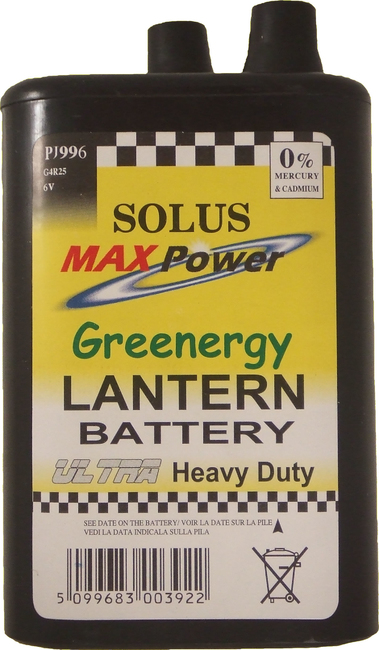 PJ996
G4R25
6V
0%
MERCURY
& CADMIUM
SOLUS
MAX Power
Greenergy
LANTERN
BATTERY
ULTRA Heavy Duty
SEE DATE ON THE BATTERY/ VOIR LA DATE SUR LA PILE
VEDI LA DATA INDICALA SULLA PILA
5 099683 003922